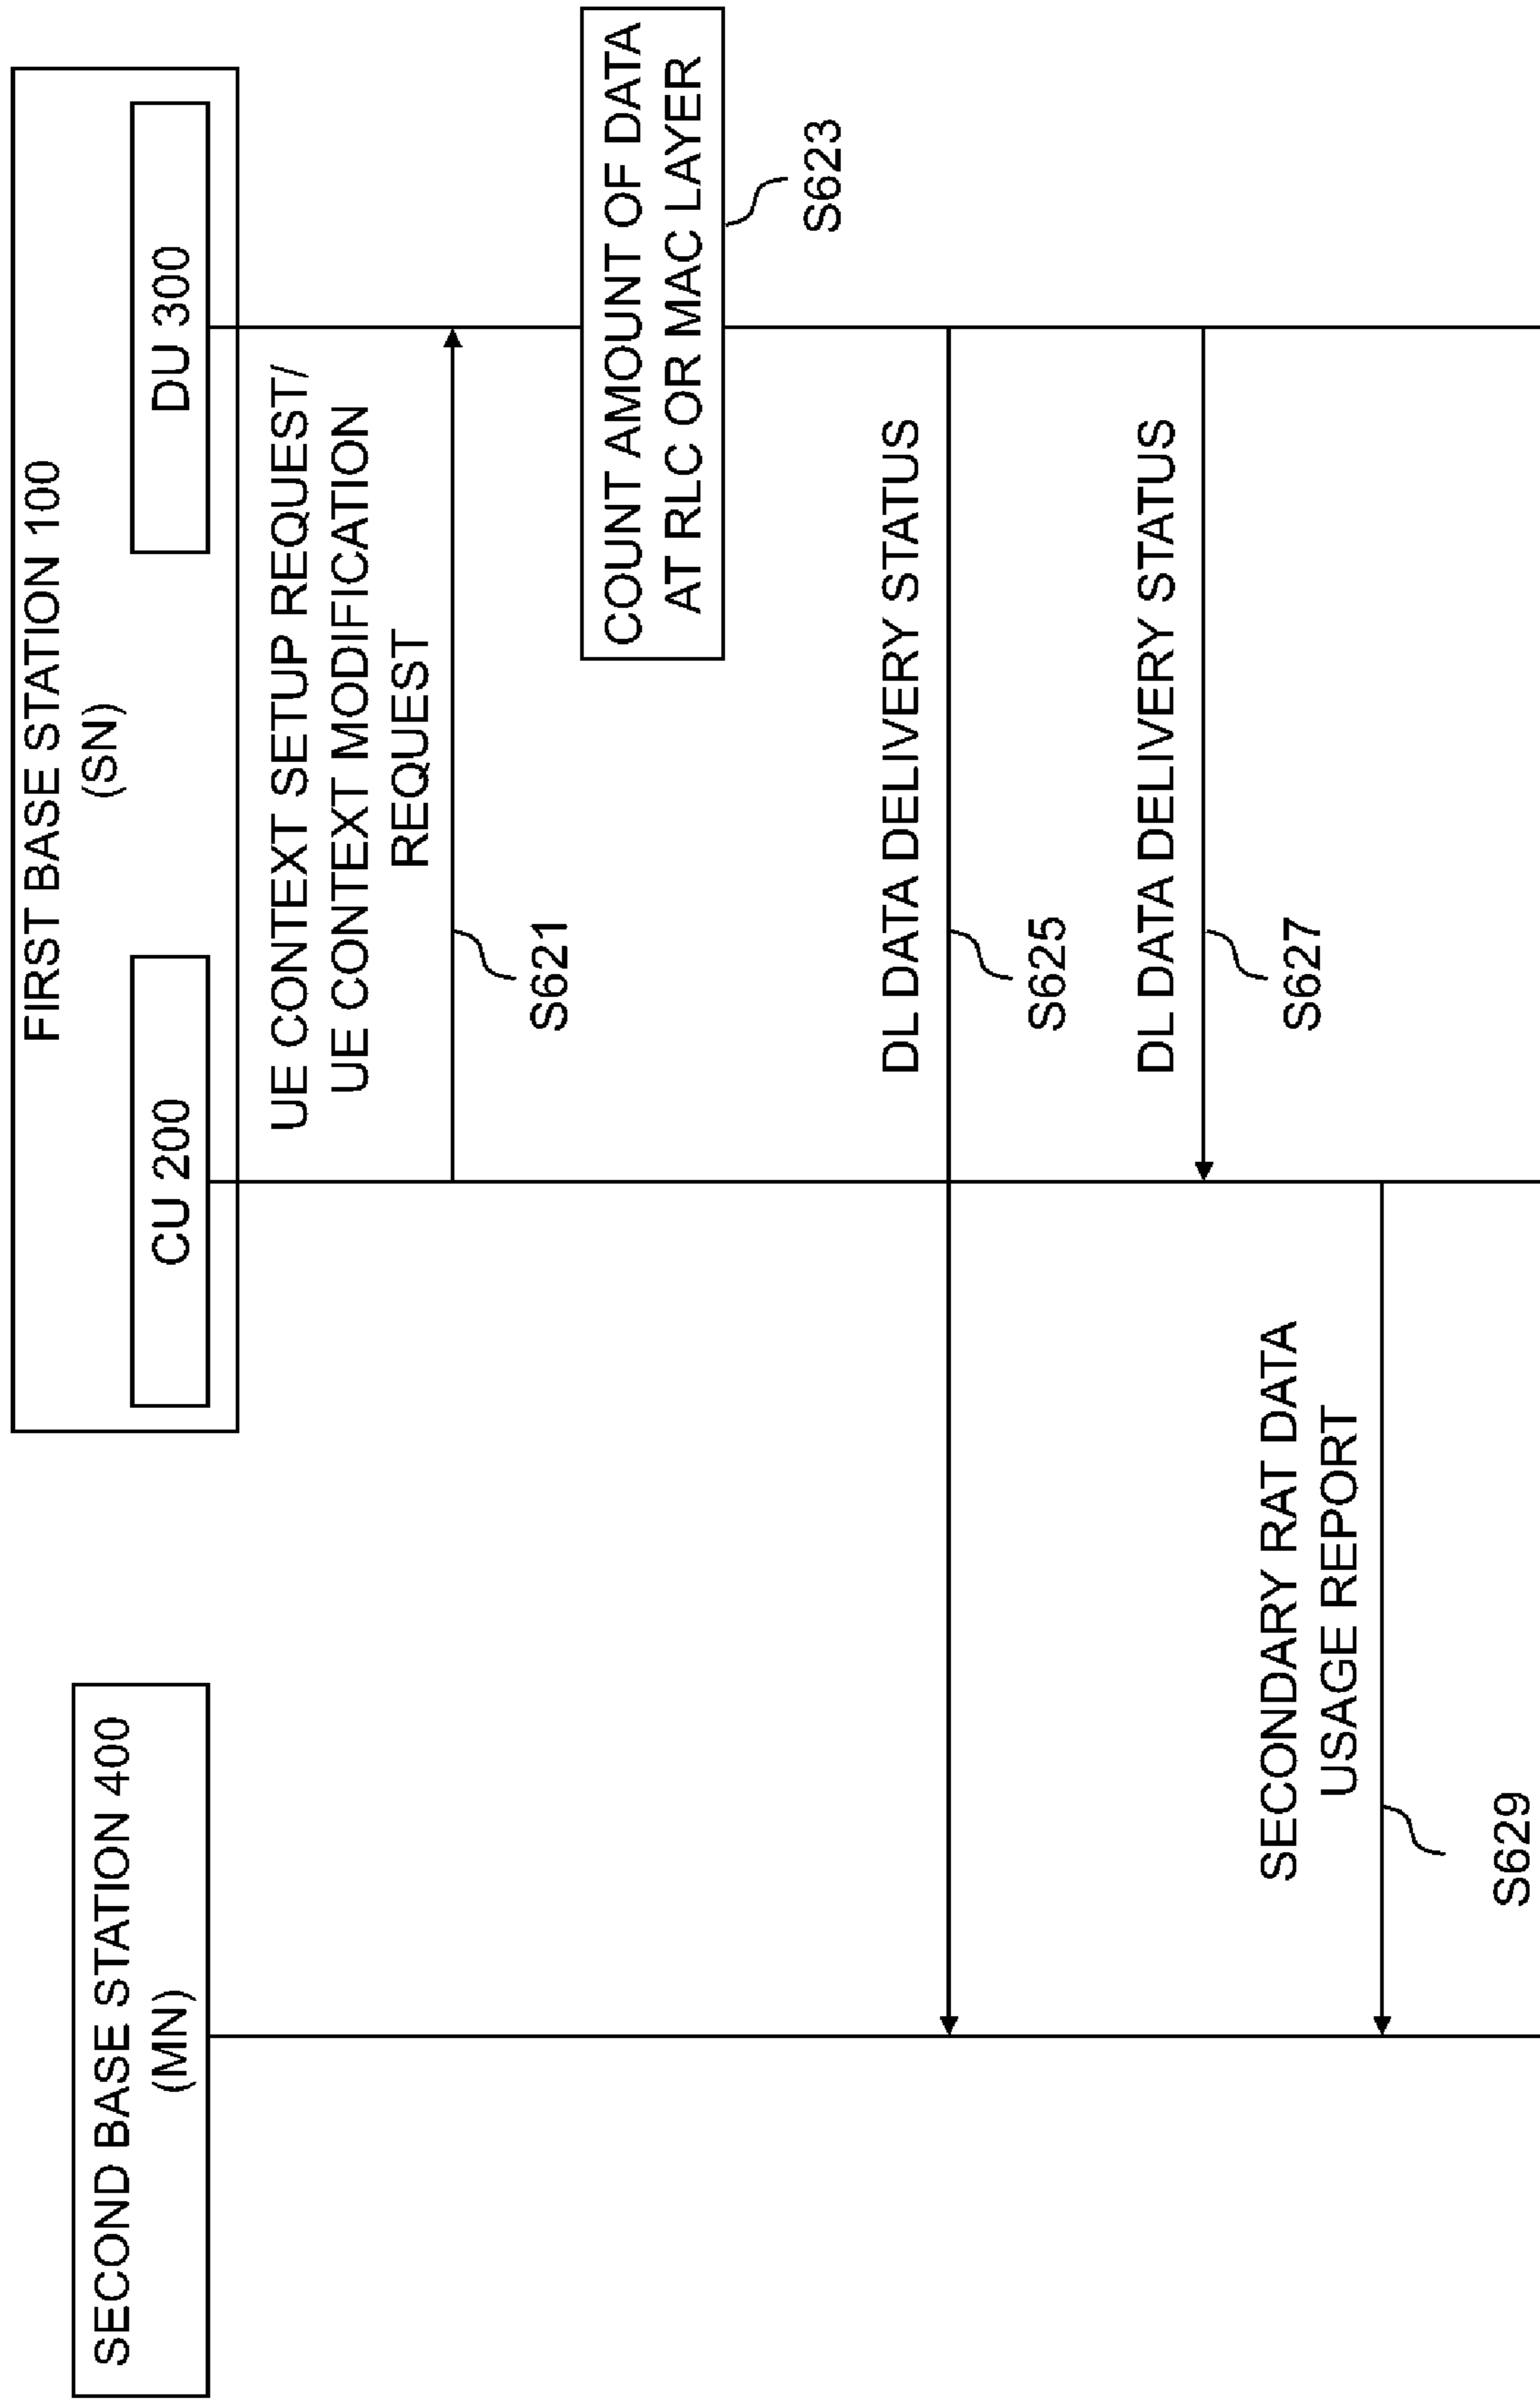 FIRST BASE STATION 100
(SN)
SECOND BASE STATION 400
(MN)
CU 200
DU 300
UE CONTEXT SETUP REQUEST/
UE CONTEXT MODIFICATION
REQUEST
S621
COUNT AMOUNT OF DATA
AT RLC OR MAC LAYER
S623
DL DATA DELIVERY STATUS
S625
DL DATA DELIVERY STATUS
S627
SECONDARY RAT DATA
USAGE REPORT
S629